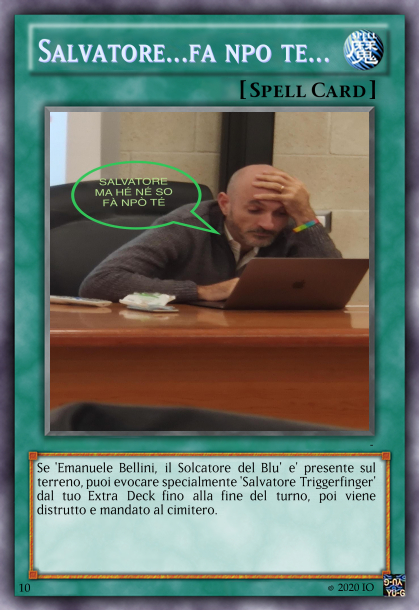 SALVATORE...FA NPO TE...
[SPELL CARD]
SALVATORE
MA HÉ NÉ SO
FÀ NPÒ TÉ
Se 'Emanuele Bellini, il Solcatore del Blu' e' presente sul
terreno, puoi evocare specialmente 'Salvatore Triggerfinger'
dal tuo Extra Deck fino alla fine del turno, poi viene
distrutto e mandato al cimitero.
10
© 2020 IO
YU-G